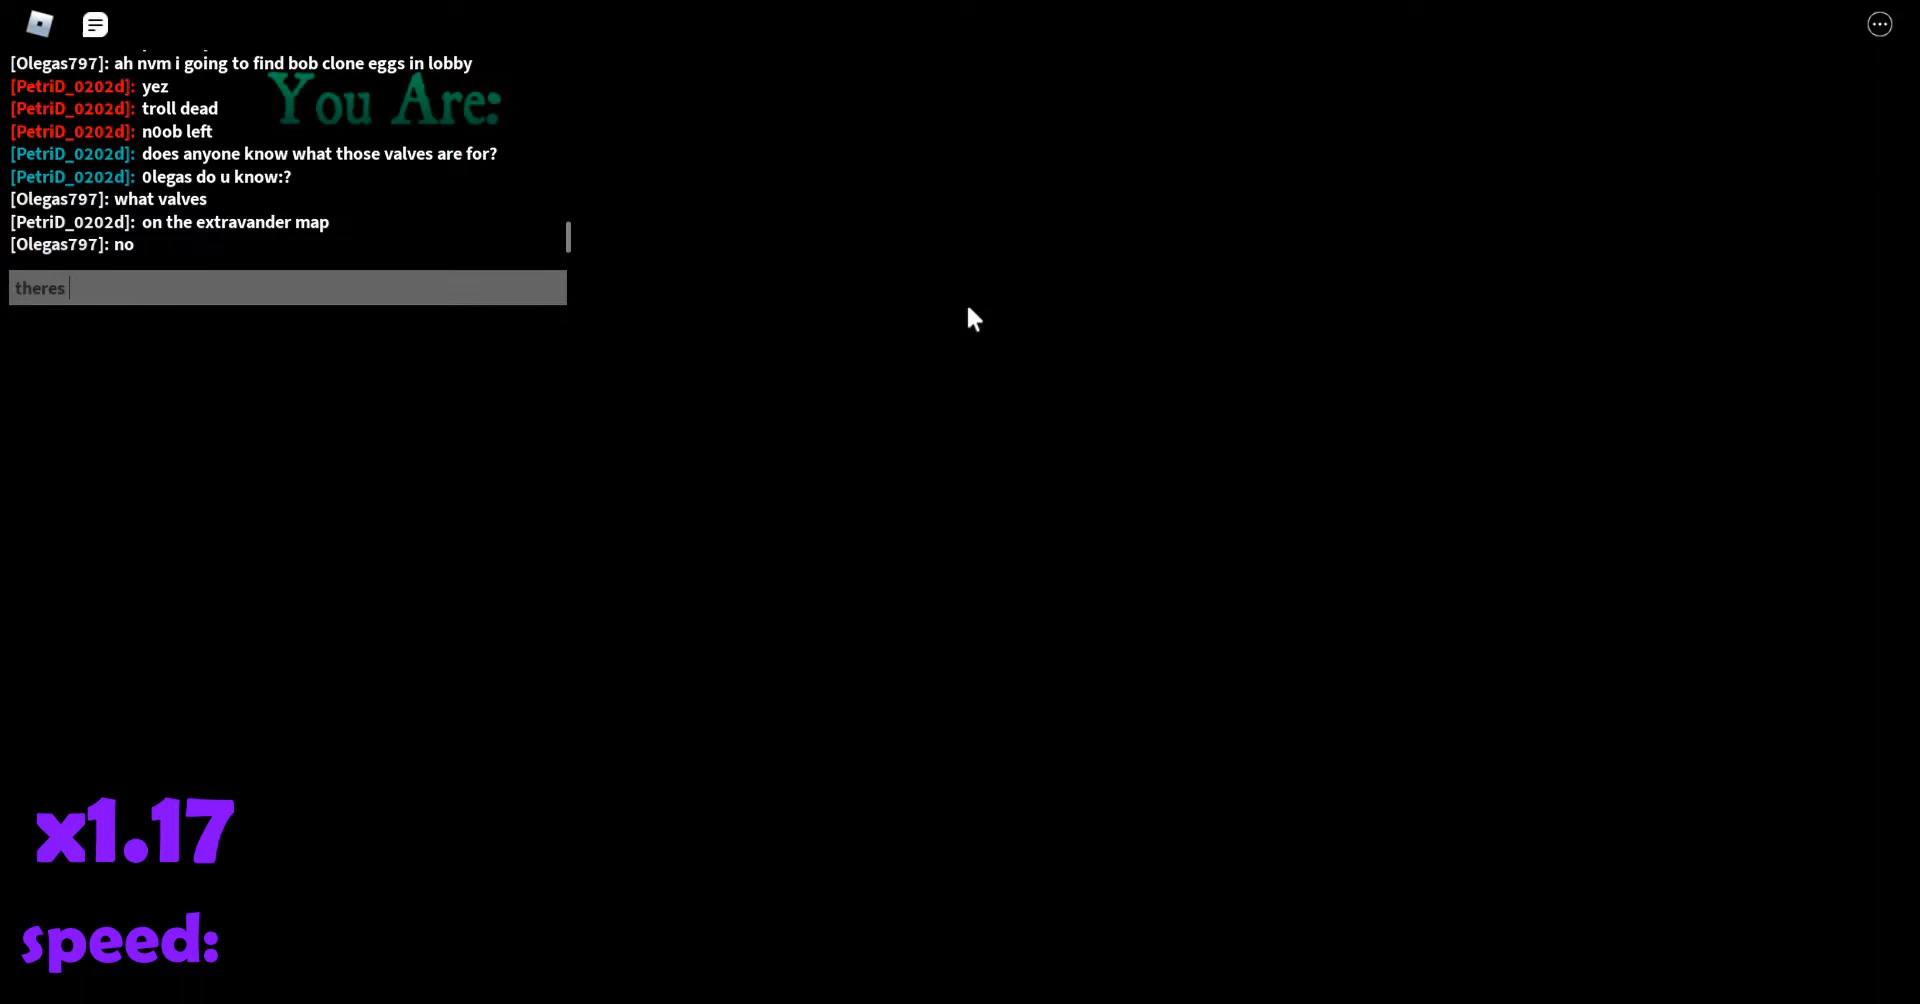 [Olegas797]: ah nvm i going to find bob clone eggs in lobby
You Are:
[PetriD_0202d]: yez
[PetriD_0202d]: troll dead
[PetriD_0202d]: n0ob left
[PetriD_0202d]: does anyone know what those valves are for?
[PetriD_0202d]: 0legas do u know:?
[Olegas797]: what valves
[PetriD_0202d]: on the extravander map
[Olegas797]: no
theres
x1.17
speed: